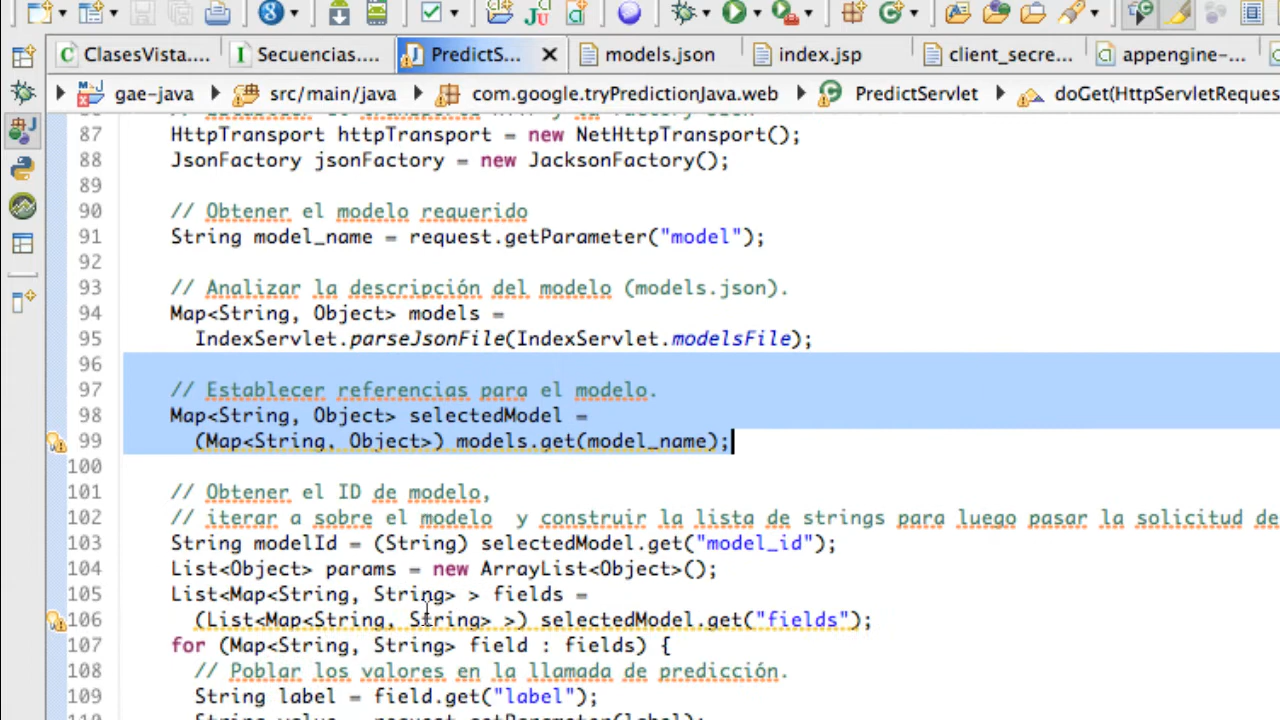 ClasesVista.... Secuencias.... PredictS... models.json index.jsp client_secre... appengine-...
gae-java src/main/java com.google.tryPredictionJava.web PredictServlet doGet(HttpServletReques
87 HttpTransport httpTransport = new NetHttpTransport();
88 JsonFactory jsonFactory = new JacksonFactory();
89
90 // Obtener el modelo requerido
91 String model_name = request.getParameter("model");
92
93 // Analizar la descripción del modelo (models.json).
94 Map<String, Object> models =
95 IndexServlet.parseJsonFile(IndexServlet.modelsFile);
96
97 // Establecer referencias para el modelo.
98 Map<String, Object> selectedModel =
99 (Map<String, Object>) models.get(model_name);
100
101 // Obtener el ID de modelo,
102 // iterar a sobre el modelo  y construir la lista de strings para luego pasar la solicitud de
103 String modelId = (String) selectedModel.get("model_id");
104 List<Object> params = new ArrayList<Object>();
105 List<Map<String, String> > fields =
106 (List<Map<String, String> >) selectedModel.get("fields");
107 for (Map<String, String> field : fields) {
108 // Poblar los valores en la llamada de predicción.
109 String label = field.get("label");
110 String value = request.getParameter(label);